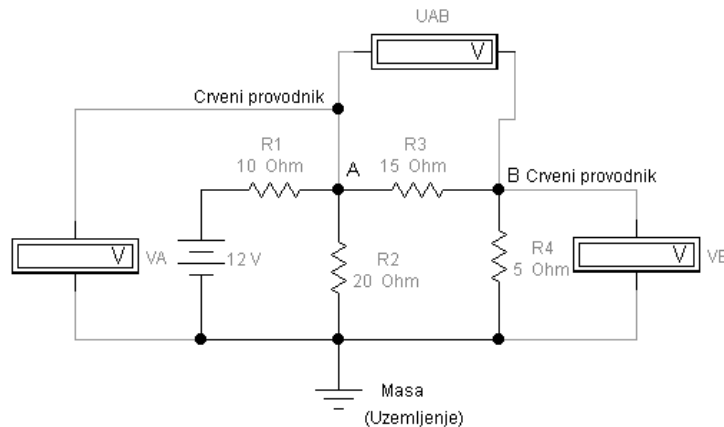 UAB
V
Crveni provodnik
R1
10 Ohm
A
R3
15 Ohm
B Crveni provodnik
V
VA
12 V
R2
20 Ohm
R4
5 Ohm
V
VB
Masa
(Uzemljenje)